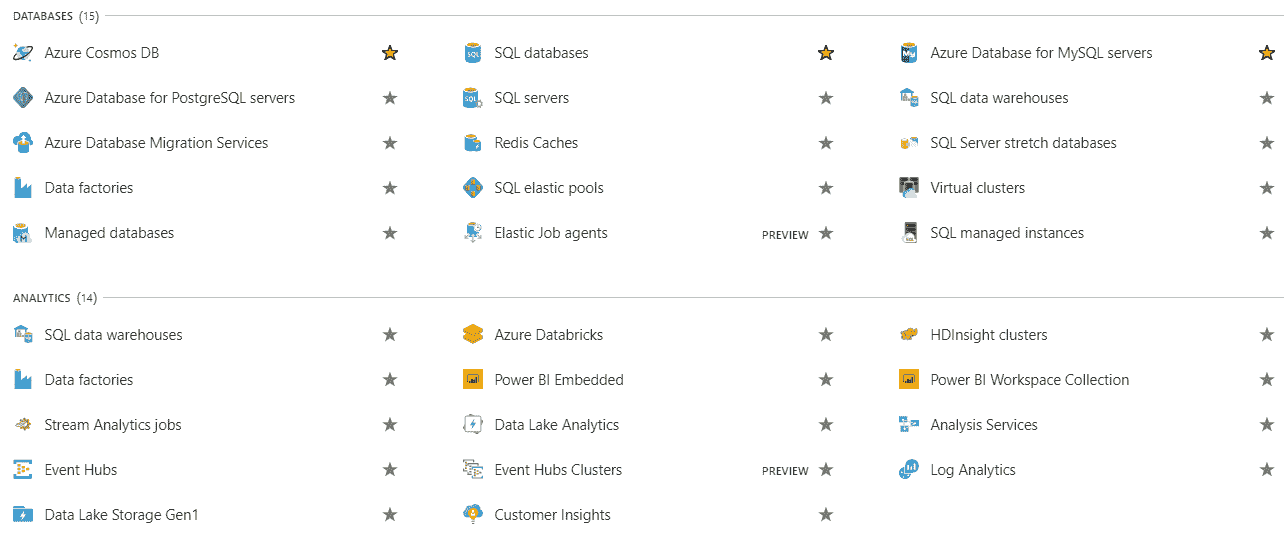 DATABASES (15)
Azure Cosmos DB SQL databases Azure Database for MySQL servers
Azure Database for PostgreSQL servers SQL servers SQL data warehouses
Azure Database Migration Services Redis Caches SQL Server stretch databases
Data factories SQL elastic pools Virtual clusters
Managed databases Elastic Job agents PREVIEW SQL managed instances
ANALYTICS (14)
SQL data warehouses Azure Databricks HDInsight clusters
Data factories Power BI Embedded Power BI Workspace Collection
Stream Analytics jobs Data Lake Analytics Analysis Services
Event Hubs Event Hubs Clusters PREVIEW Log Analytics
Data Lake Storage Gen1 Customer Insights